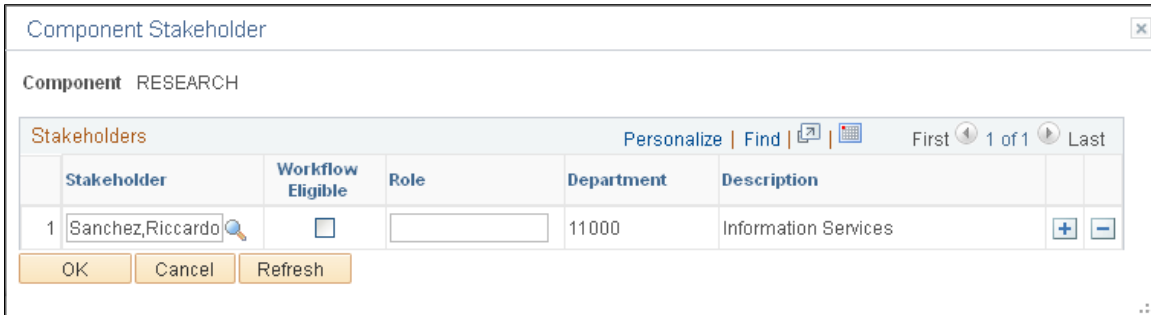 Component Stakeholder
Component RESEARCH
Stakeholders Personalize | Find | | First 1 of 1 Last
Stakeholder Workflow Eligible Role Department Description
1 Sanchez,Riccardo 11000 Information Services
OK Cancel Refresh